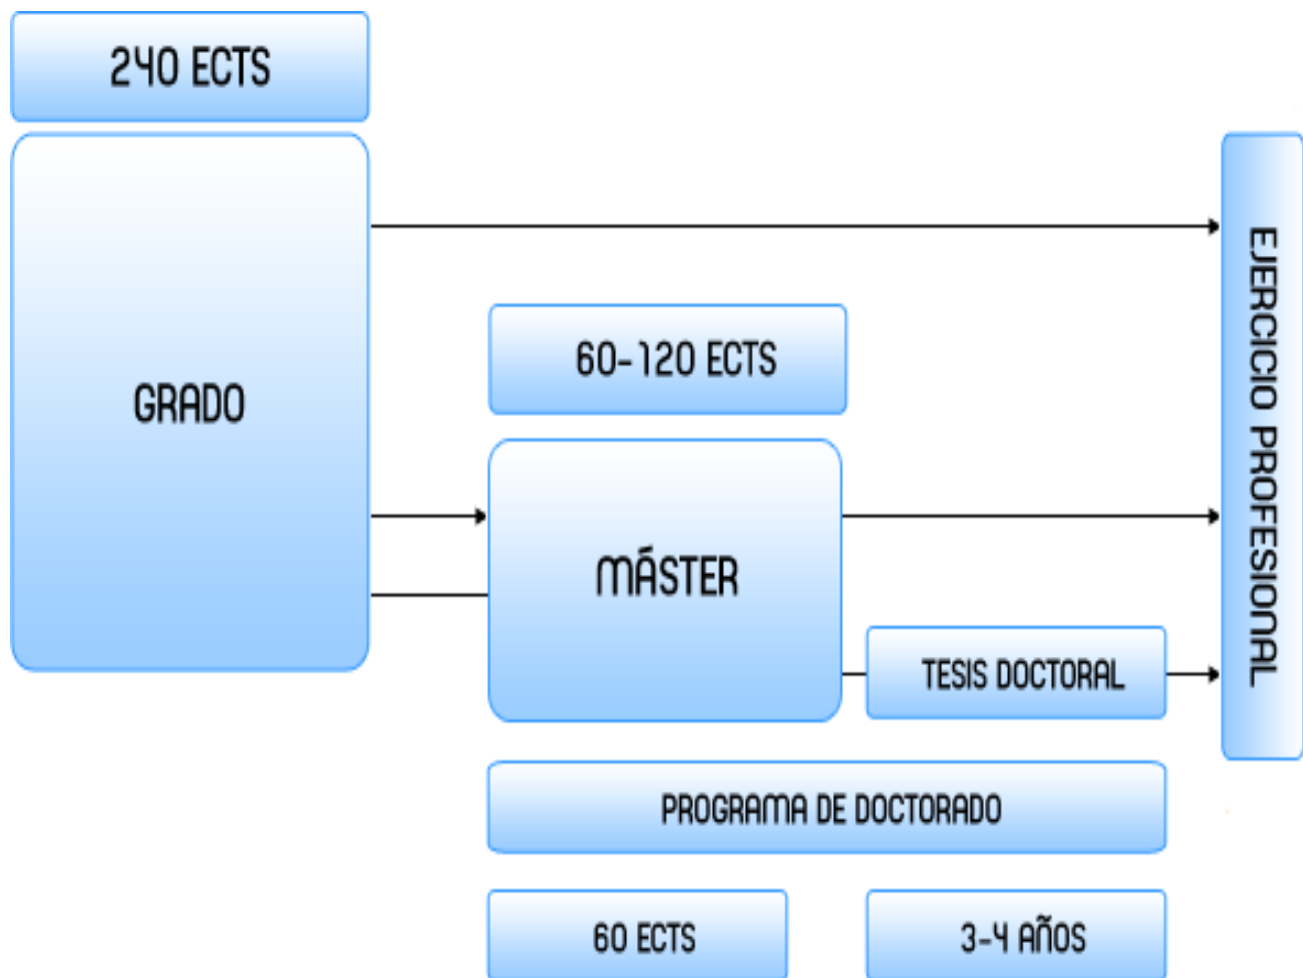 240 ECTS
GRADO
60-120 ECTS
MÁSTER
TESIS DOCTORAL
EJERCICIO PROFESIONAL
PROGRAMA DE DOCTORADO
60 ECTS
3-4 AÑOS